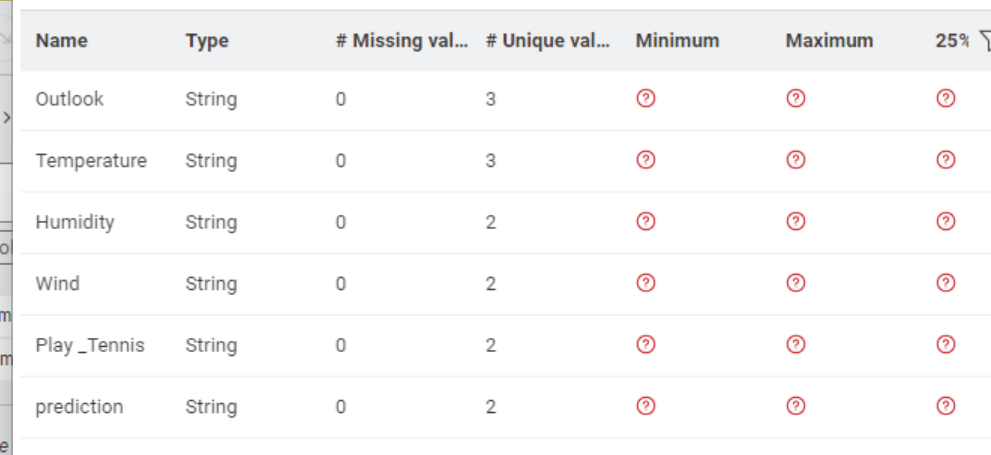 Name Type # Missing val... # Unique val... Minimum Maximum 25%
Outlook String 0 3 ? ? ?
Temperature String 0 3 ? ? ?
Humidity String 0 2 ? ? ?
Wind String 0 2 ? ? ?
Play _Tennis String 0 2 ? ? ?
prediction String 0 2 ? ? ?